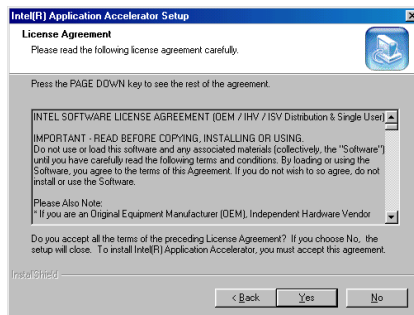 Intel(R) Application Accelerator Setup
License Agreement
Please read the following license agreement carefully.
Press the PAGE DOWN key to see the rest of the agreement.
INTEL SOFTWARE LICENSE AGREEMENT (OEM / IHV / ISV Distribution & Single User)
IMPORTANT - READ BEFORE COPYING, INSTALLING OR USING.
Do not use or load this software and any associated materials (collectively, the "Software")
until you have carefully read the following terms and conditions. By loading or using the
Software, you agree to the terms of this Agreement. If you do not wish to so agree, do not
install or use the Software.
Please Also Note:
* If you are an Original Equipment Manufacturer (OEM), Independent Hardware Vendor
Do you accept all the terms of the preceding License Agreement? If you choose No, the
setup will close. To install Intel(R) Application Accelerator, you must accept this agreement.
InstallShield
< Back Yes No